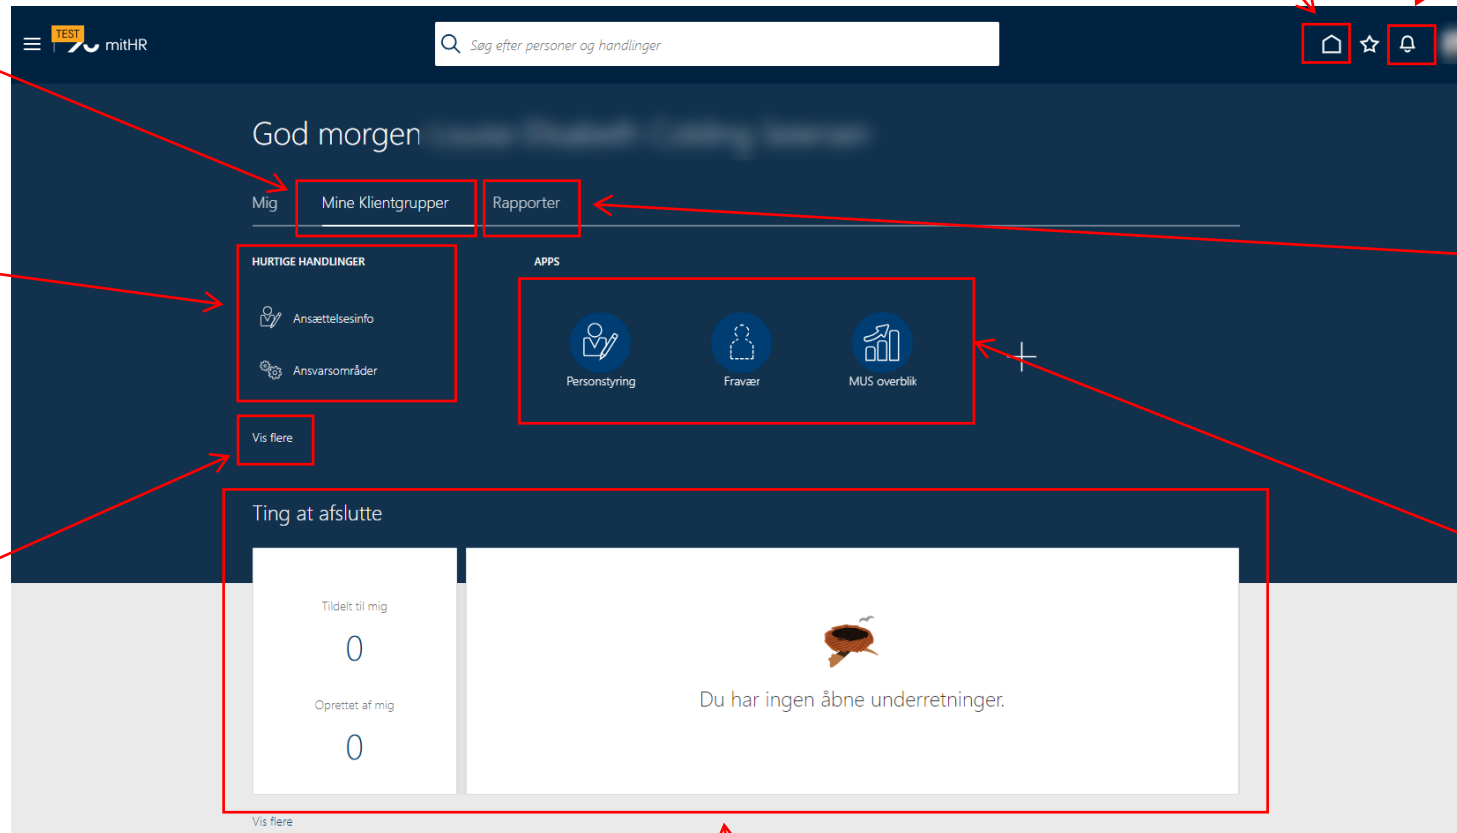 TEST
mitHR
Søg efter personer og handlinger
God morgen
Mig
Mine Klientgrupper
Rapporter
HURTIGE HANDLINGER
APPS
Ansættelsesinfo
Ansvarsområder
Personstyring
Fravær
MUS overblik
Vis flere
Ting at afslutte
Tildelt til mig
0
Oprettet af mig
0
Du har ingen åbne underretninger.
Vis flere